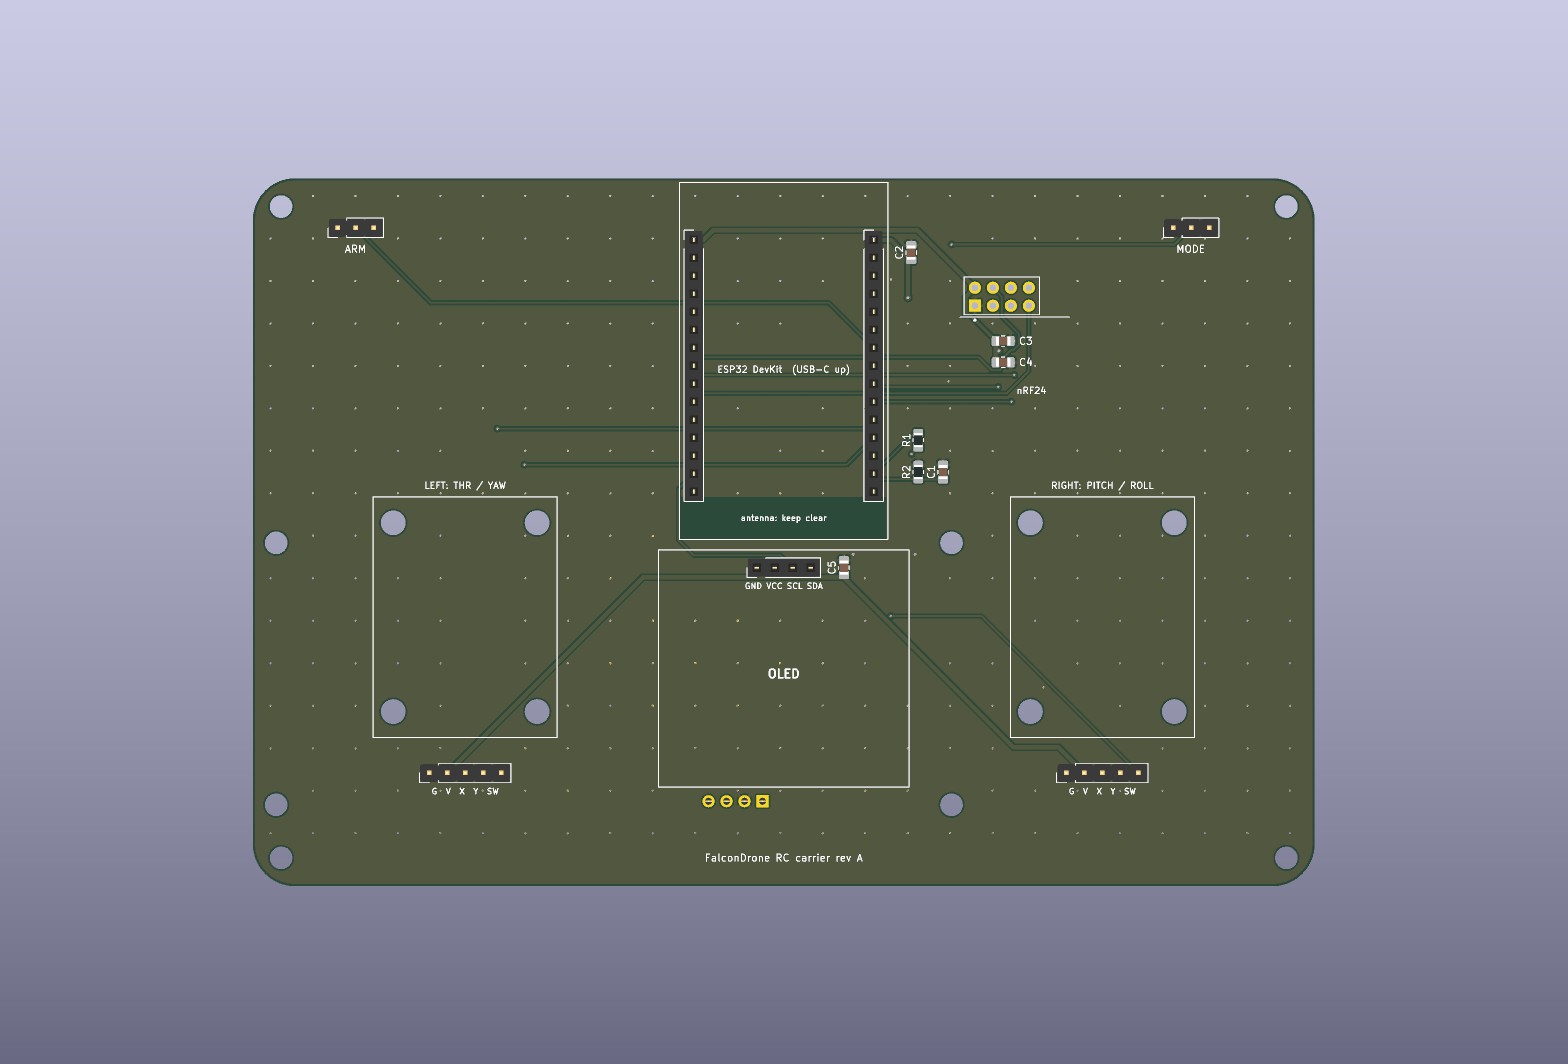 ARM
MODE
C2
C3
C4
ESP32 DevKit (USB-C up)
nRF24
R1
R2
C1
LEFT: THR / YAW
RIGHT: PITCH / ROLL
antenna: keep clear
C5
GND VCC SCL SDA
OLED
G V X Y SW
G V X Y SW
FalconDrone RC carrier rev A